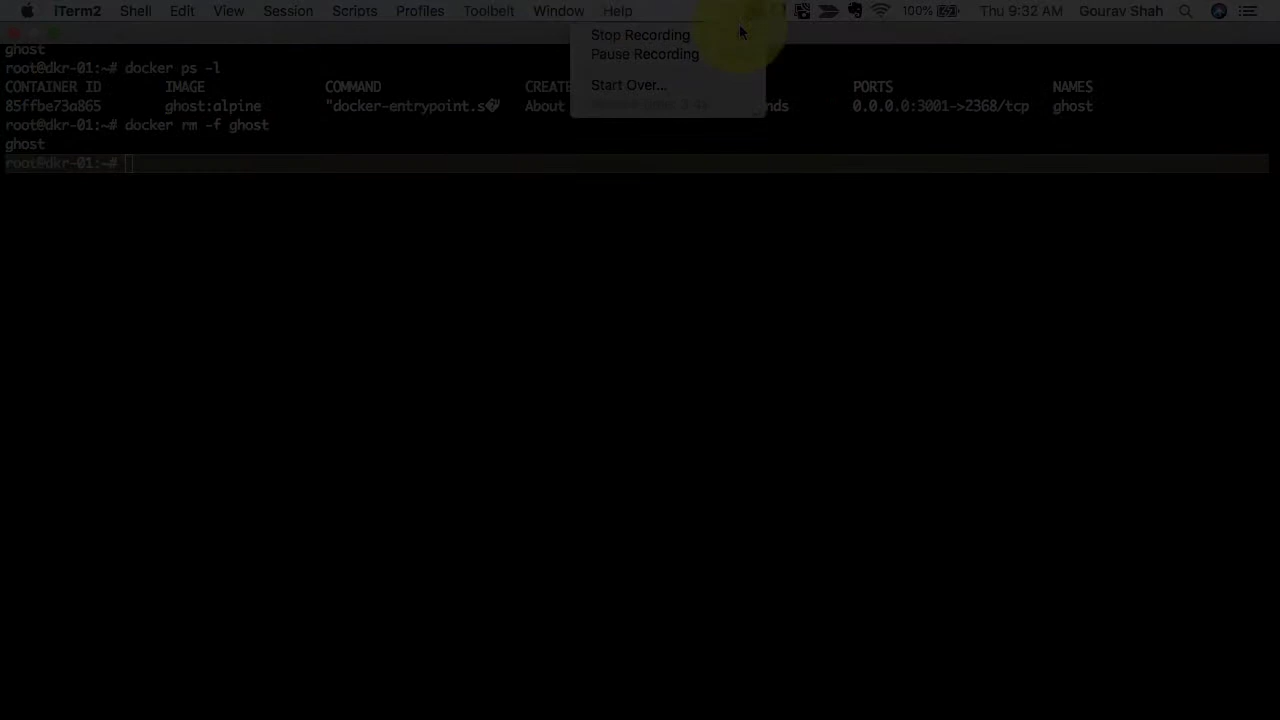 iTerm2 Shell Edit View Session Scripts Profiles Toolbelt Window Help 100% Thu 9:32 AM Gourav Shah
Stop Recording
Pause Recording
Start Over...
ghost
root@dkr-01:~# docker ps -l
CONTAINER ID IMAGE COMMAND CREATE PORTS NAMES
85ffbe73a865 ghost:alpine "docker-entrypoint.s�" About nds 0.0.0.0:3001->2368/tcp ghost
root@dkr-01:~# docker rm -f ghost
ghost
root@dkr-01:~#